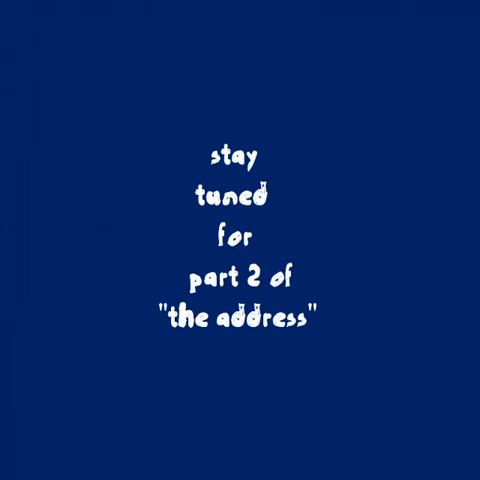 stay
tuned
for
part 2 of
"the address"